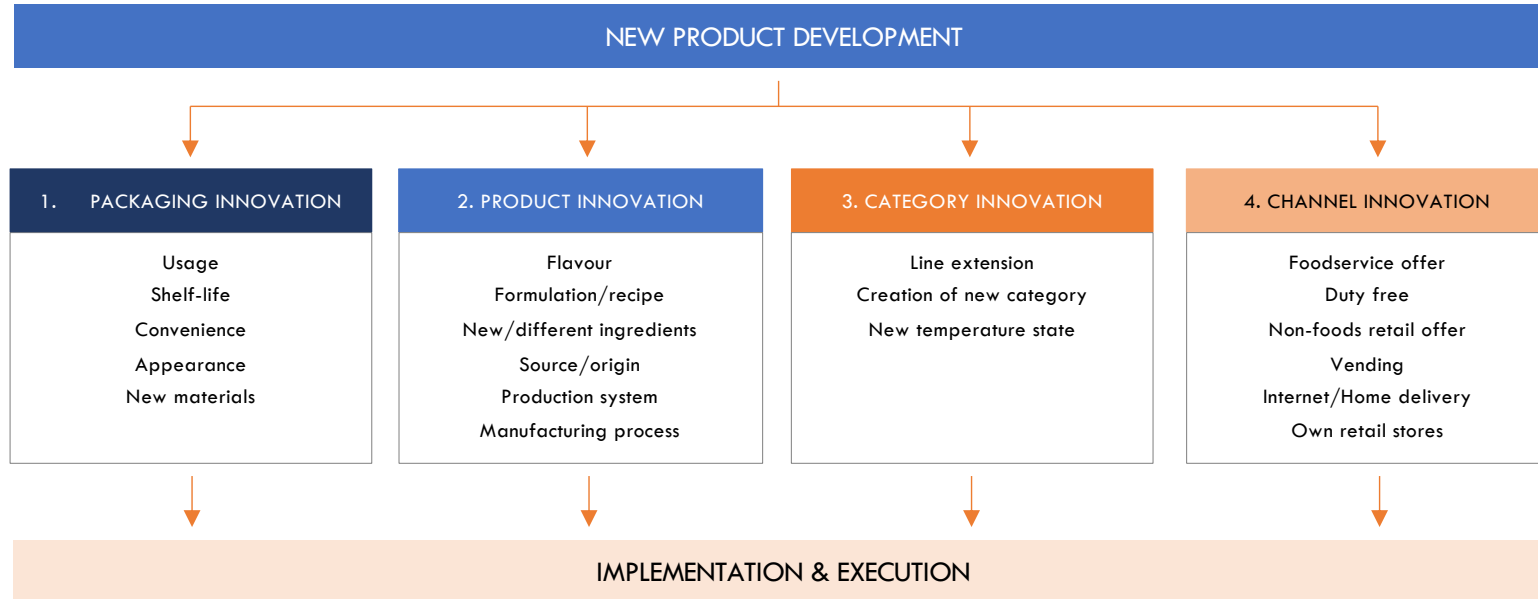 NEW PRODUCT DEVELOPMENT
1. PACKAGING INNOVATION
Usage
Shelf-life
Convenience
Appearance
New materials
2. PRODUCT INNOVATION
Flavour
Formulation/recipe
New/different ingredients
Source/origin
Production system
Manufacturing process
3. CATEGORY INNOVATION
Line extension
Creation of new category
New temperature state
4. CHANNEL INNOVATION
Foodservice offer
Duty free
Non-foods retail offer
Vending
Internet/Home delivery
Own retail stores
IMPLEMENTATION & EXECUTION